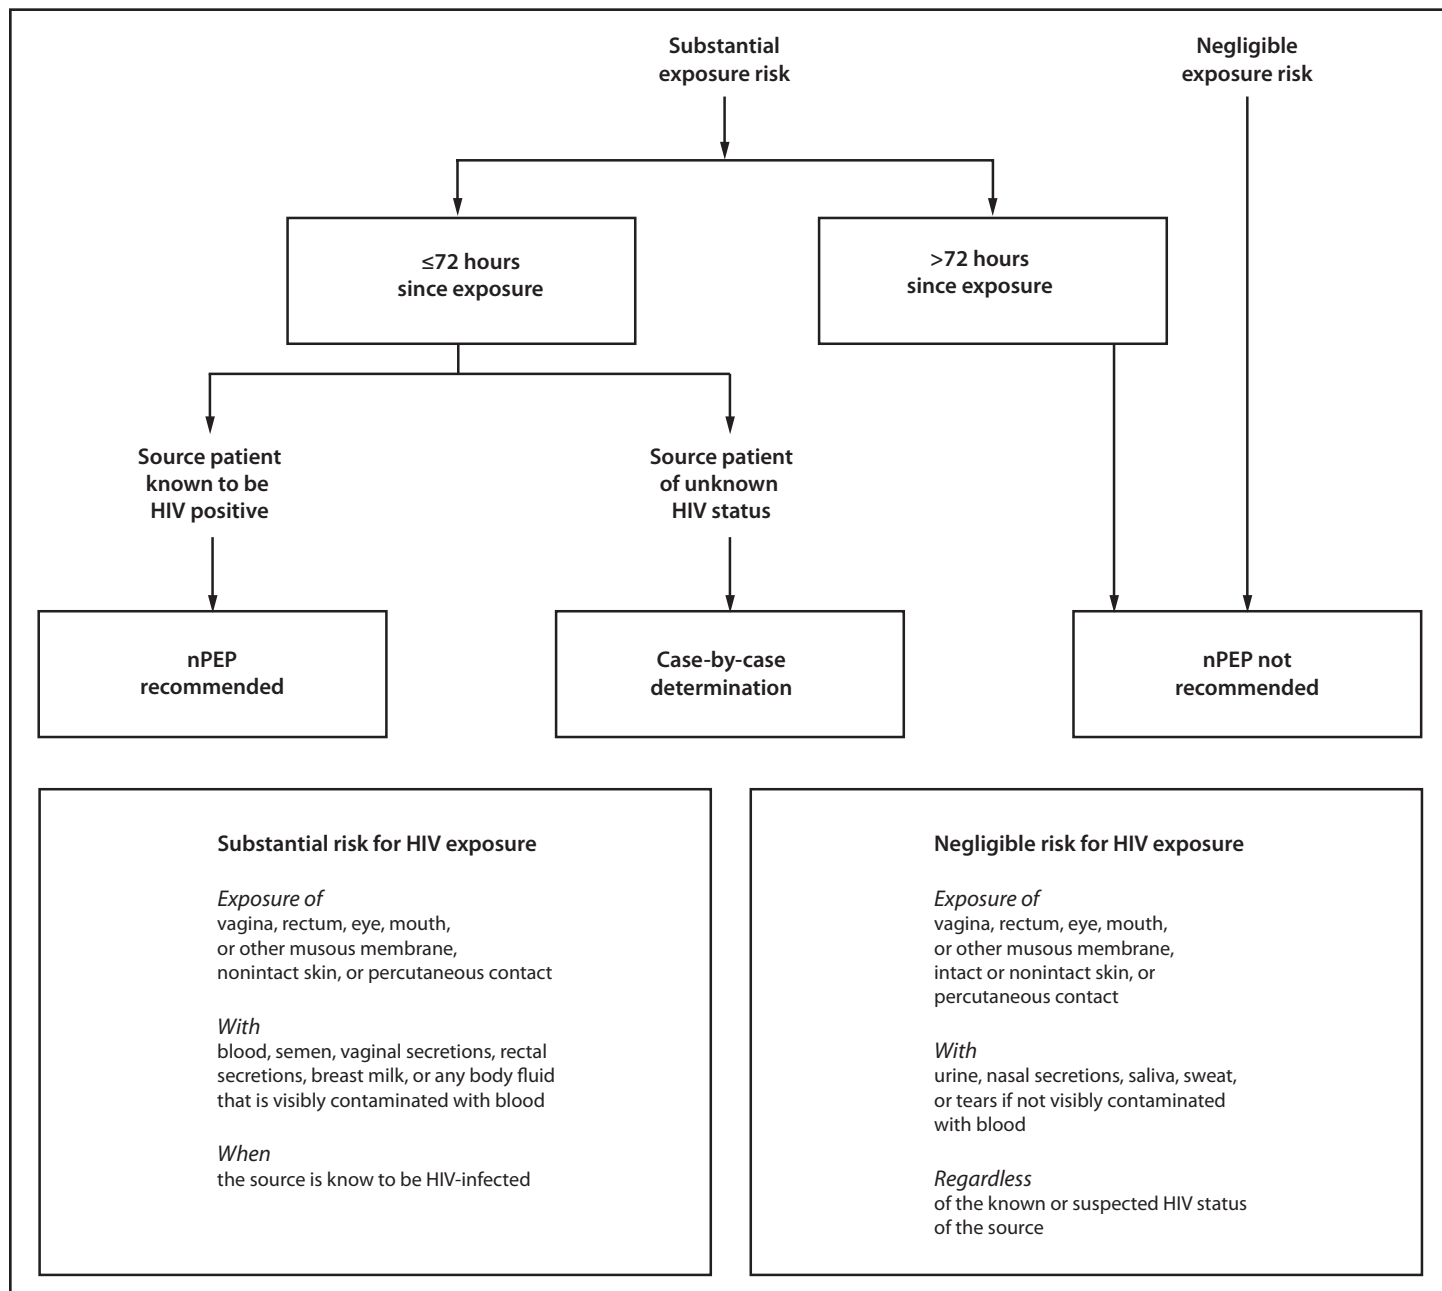 Substantial
exposure risk
Negligible
exposure risk
≤72 hours
since exposure
>72 hours
since exposure
Source patient
known to be
HIV positive
Source patient
of unknown
HIV status
nPEP
recommended
Case-by-case
determination
nPEP not
recommended
Substantial risk for HIV exposure
Exposure of
vagina, rectum, eye, mouth,
or other musous membrane,
nonintact skin, or percutaneous contact
With
blood, semen, vaginal secretions, rectal
secretions, breast milk, or any body fluid
that is visibly contaminated with blood
When
the source is know to be HIV-infected
Negligible risk for HIV exposure
Exposure of
vagina, rectum, eye, mouth,
or other musous membrane,
intact or nonintact skin, or
percutaneous contact
With
urine, nasal secretions, saliva, sweat,
or tears if not visibly contaminated
with blood
Regardless
of the known or suspected HIV status
of the source